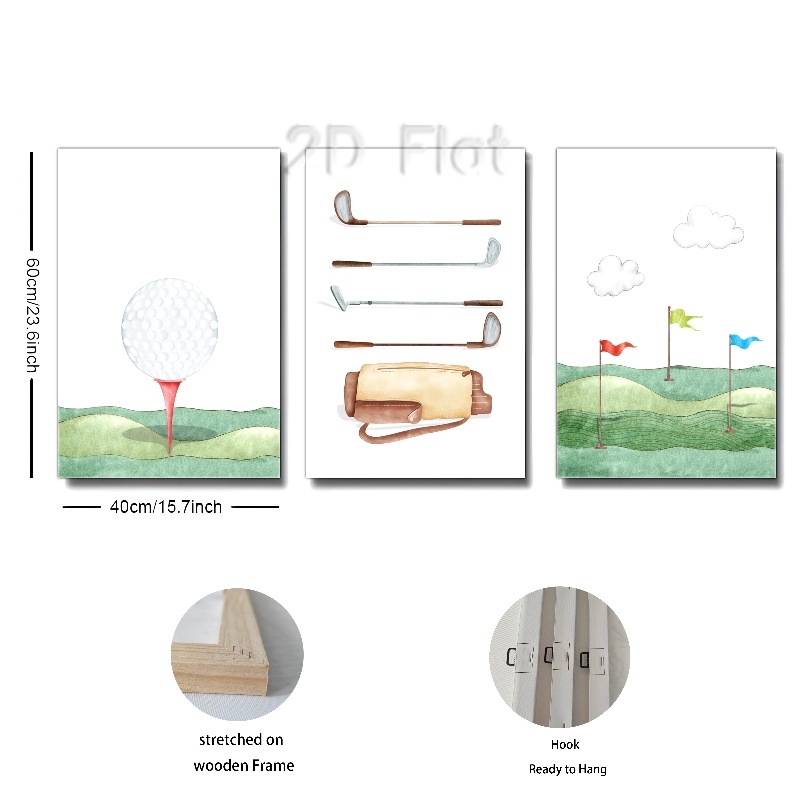 2D Flat
60cm/23.6inch
40cm/15.7inch
stretched on
wooden Frame
Hook
Ready to Hang